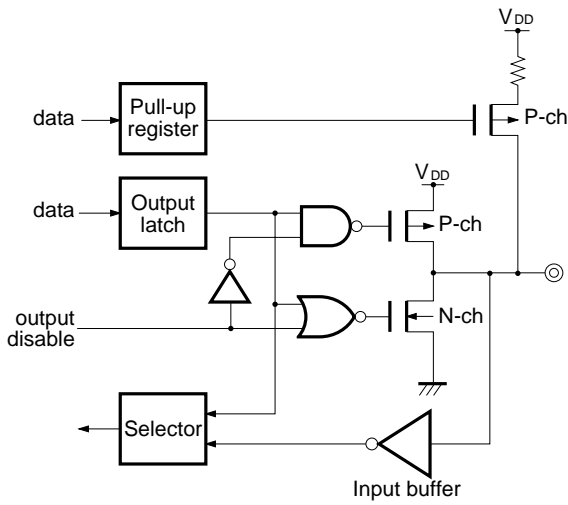 VDD
data
Pull-up
register
P-ch
VDD
data
Output
latch
P-ch
output
disable
N-ch
Selector
Input buffer